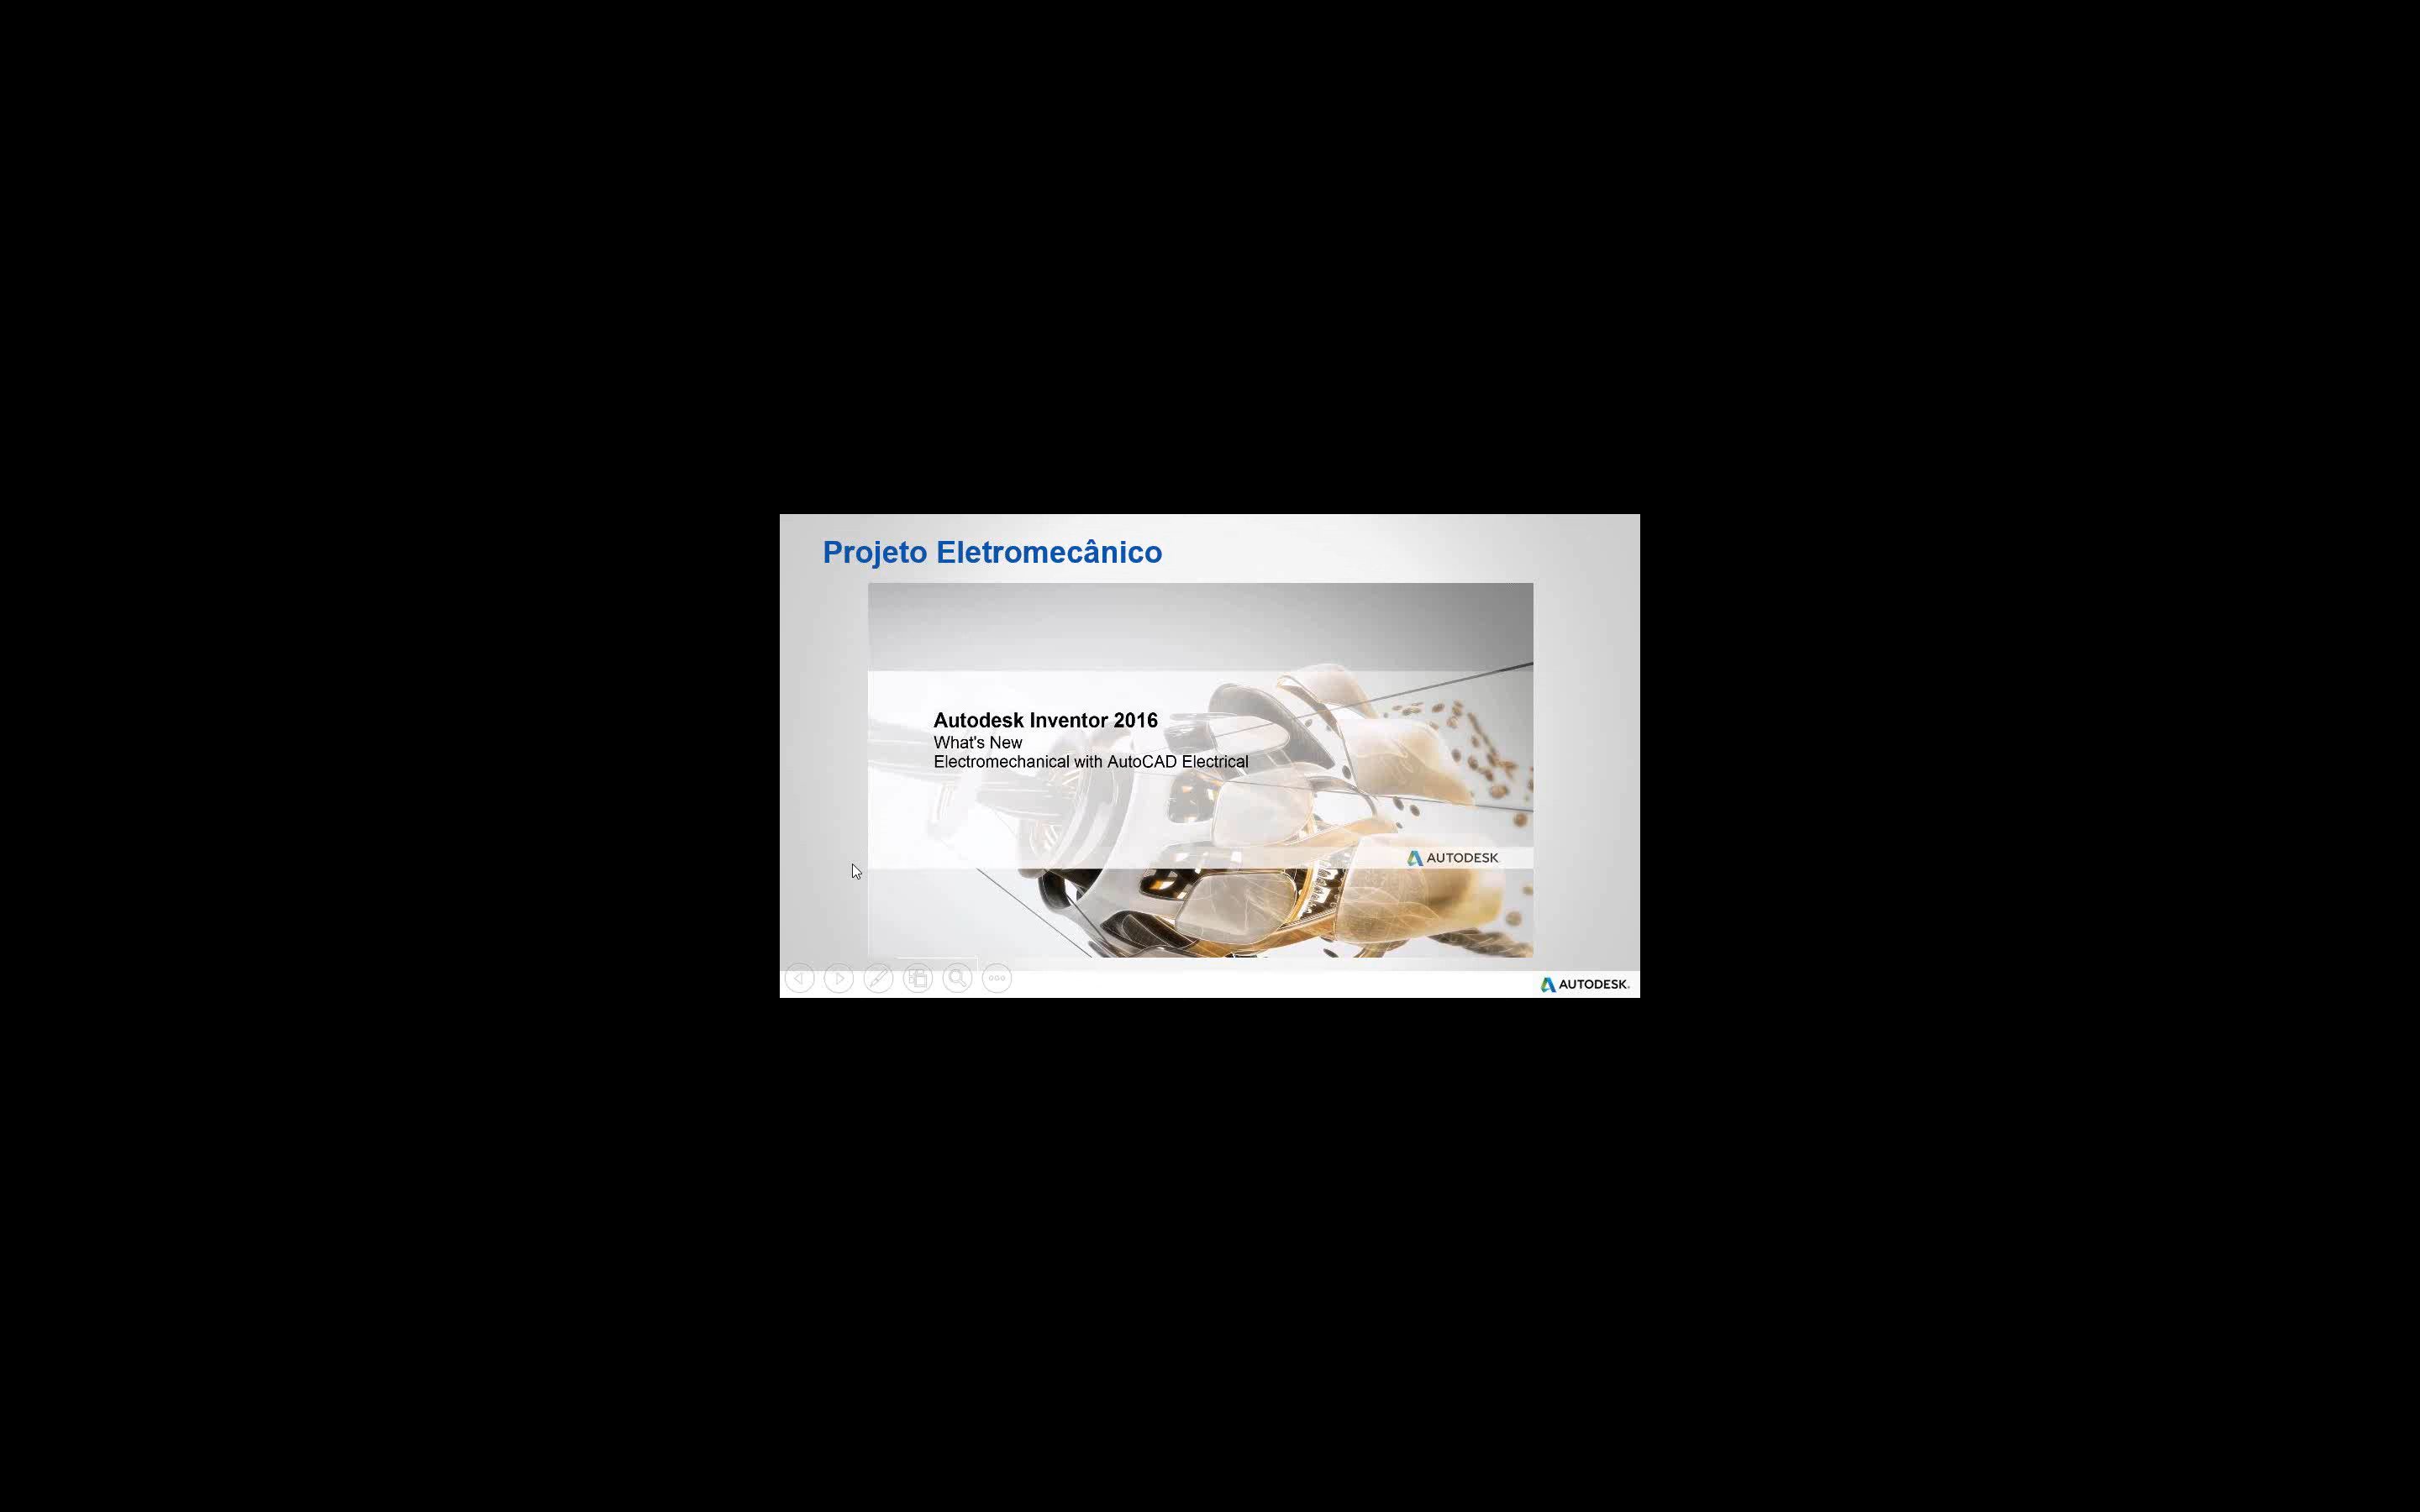 Projeto Eletromecânico
Autodesk Inventor 2016
What's New
Electromechanical with AutoCAD Electrical
AUTODESK
AUTODESK.